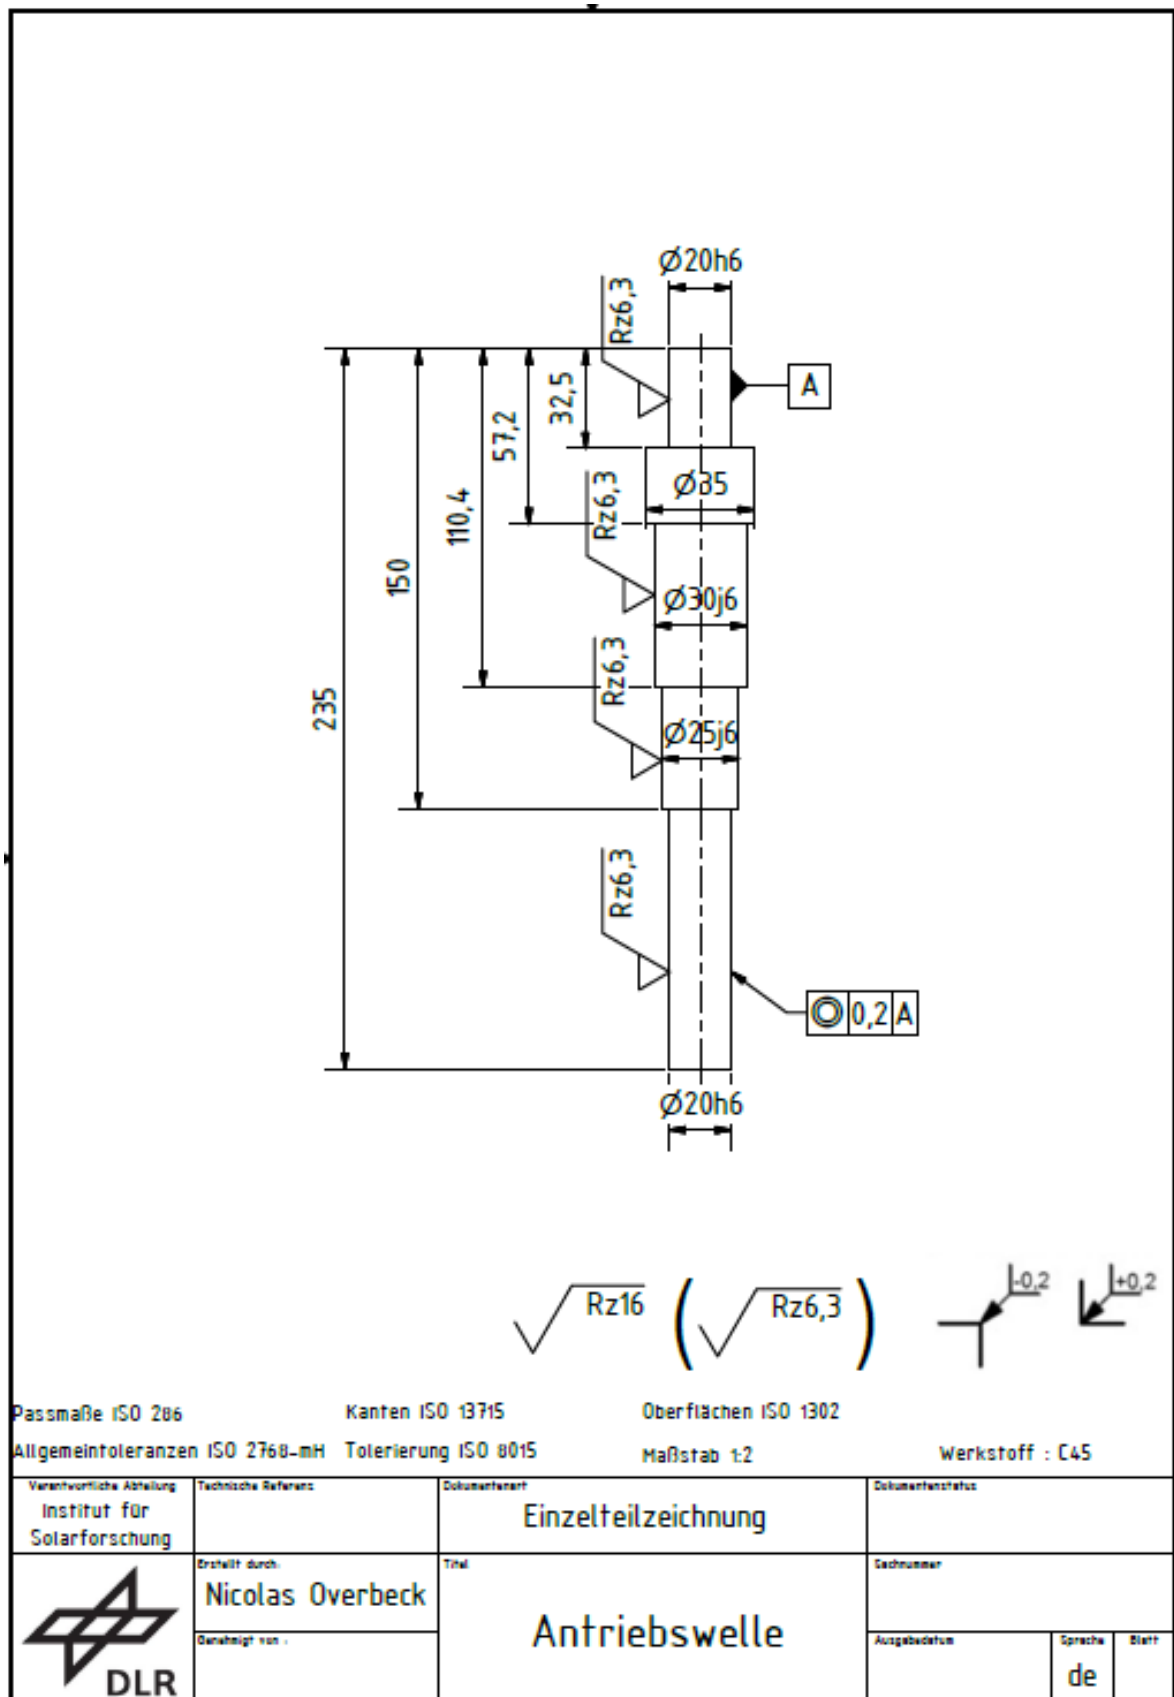 Ø20h6
Rz6,3
A
32,5
57,2
Ø35
Rz6,3
110,4
150
Ø30j6
Rz6,3
235
Ø25j6
Rz6,3
0,2 A
Ø20h6
Rz16 ( Rz6,3 )
-0,2 +0,2
Passmaße ISO 286 Kanten ISO 13715 Oberflächen ISO 1302
Allgemeintoleranzen ISO 2768-mH Tolerierung ISO 8015 Maßstab 1:2 Werkstoff : C45
Verantwortliche Abteilung Technische Referenz Dokumentenart Dokumentenstatus
Institut für
Solarforschung
Einzelteilzeichnung
Erstellt durch: Titel Sachnummer
Nicolas Overbeck
Antriebswelle
Genehmigt von : Ausgabedatum Sprache Blatt
de
DLR